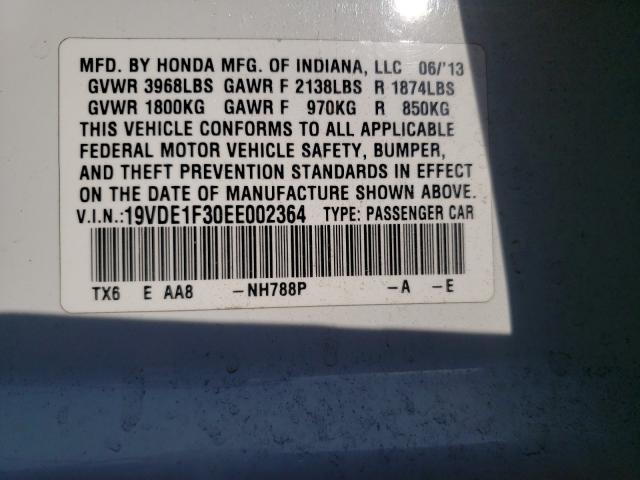 MFD. BY HONDA MFG. OF INDIANA, LLC 06/'13
GVWR 3968LBS GAWR F 2138LBS R 1874LBS
GVWR 1800KG GAWR F 970KG R 850KG
THIS VEHICLE CONFORMS TO ALL APPLICABLE
FEDERAL MOTOR VEHICLE SAFETY, BUMPER,
AND THEFT PREVENTION STANDARDS IN EFFECT
ON THE DATE OF MANUFACTURE SHOWN ABOVE.
V.I.N.:19VDE1F30EE002364 TYPE: PASSENGER CAR
TX6 E AA8 -NH788P -A -E